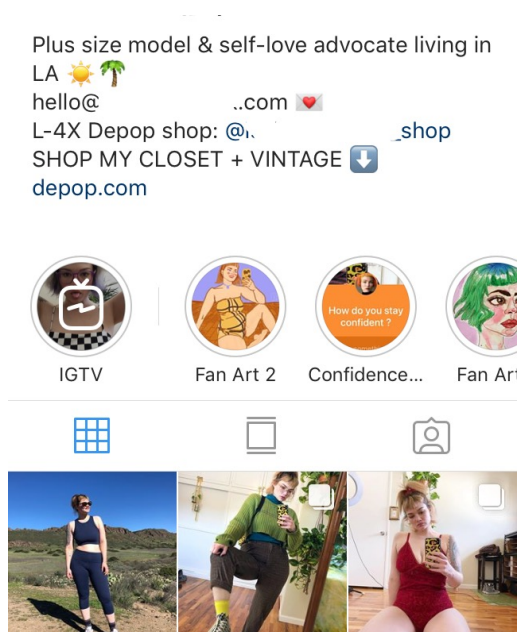 Plus size model & self-love advocate living in
LA ☀️🌴
hello@ .com 💌
L-4X Depop shop: @ _shop
SHOP MY CLOSET + VINTAGE ⬇️
depop.com
How do you stay
confident ?
IGTV
Fan Art 2
Confidence...
Fan Art